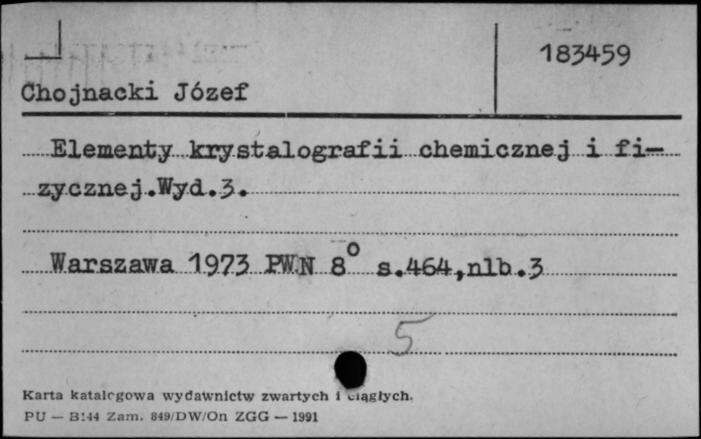 183459
Chojnacki Józef
Elementy krystalografii chemicznej i fi-
zycznej.Wyd.3.
Warszawa 1973 PWN 8° s.464,nlb.3
5
Karta katalogowa wydawnictw zwartych i ciągłych.
PU — B144 Zam. 849/DW/On ZGG — 1991